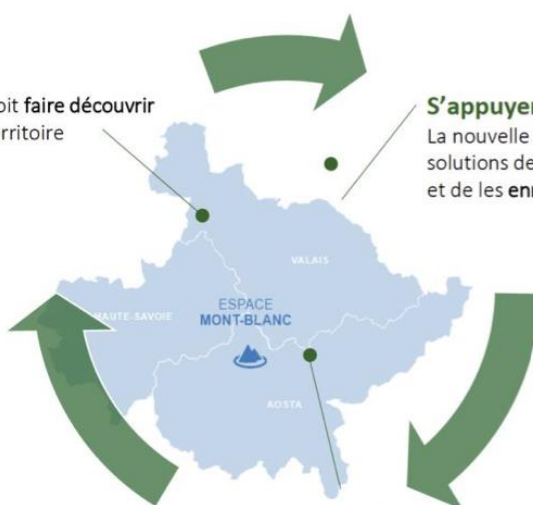 oit faire découvrir
rritoire
S'appuyer
La nouvelle
solutions de
et de les enr
VALAIS
HAUTE-SAVOIE
ESPACE
MONT-BLANC
AOSTA